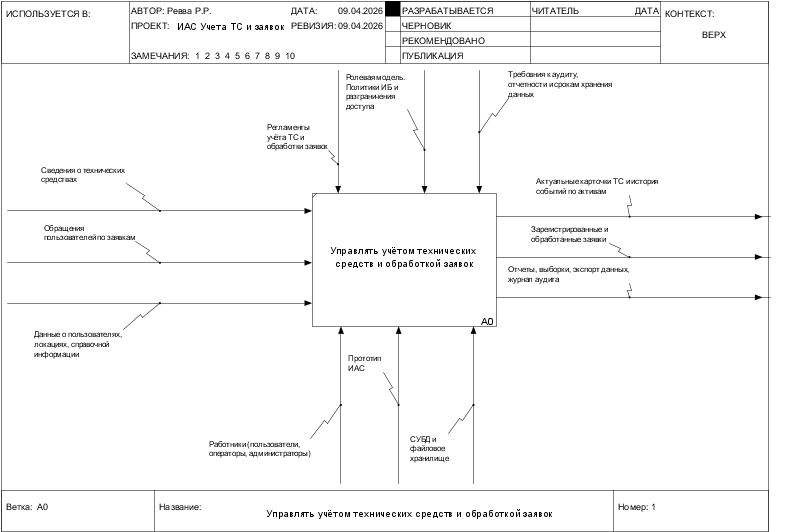 ИСПОЛЬЗУЕТСЯ В:
АВТОР: Ревва Р.Р.
ДАТА: 09.04.2026
РАЗРАБАТЫВАЕТСЯ
ЧИТАТЕЛЬ
ДАТА
КОНТЕКСТ:
ПРОЕКТ: ИАС Учета ТС и заявок
РЕВИЗИЯ: 09.04.2026
ЧЕРНОВИК
ВЕРХ
РЕКОМЕНДОВАНО
ЗАМЕЧАНИЯ: 1 2 3 4 5 6 7 8 9 10
ПУБЛИКАЦИЯ
Ролевая модель.
Политики ИБ и
разграничения
доступа
Требовния к аудиту,
отчетности и срокам хранения
данных
Регламенты
учёта ТС и
обработки заявок
Сведения о технических
средствах
Актуальные карточки ТС и история
событий по активам
Обращения
пользователей по заявкам
Зарегистрированные и
обработанные заявки
Управлять учётом технических
средств и обработкой заявок
A0
Отчеты, выборки, экспорт данных,
журнал аудита
Данные о пользователях,
локациях, справочной
информации
Прототип
ИАС
Работники (пользователи,
операторы, администраторы)
СУБД и
файловое
хранилище
Ветка: A0
Название:
Управлять учётом технических средств и обработкой заявок
Номер: 1